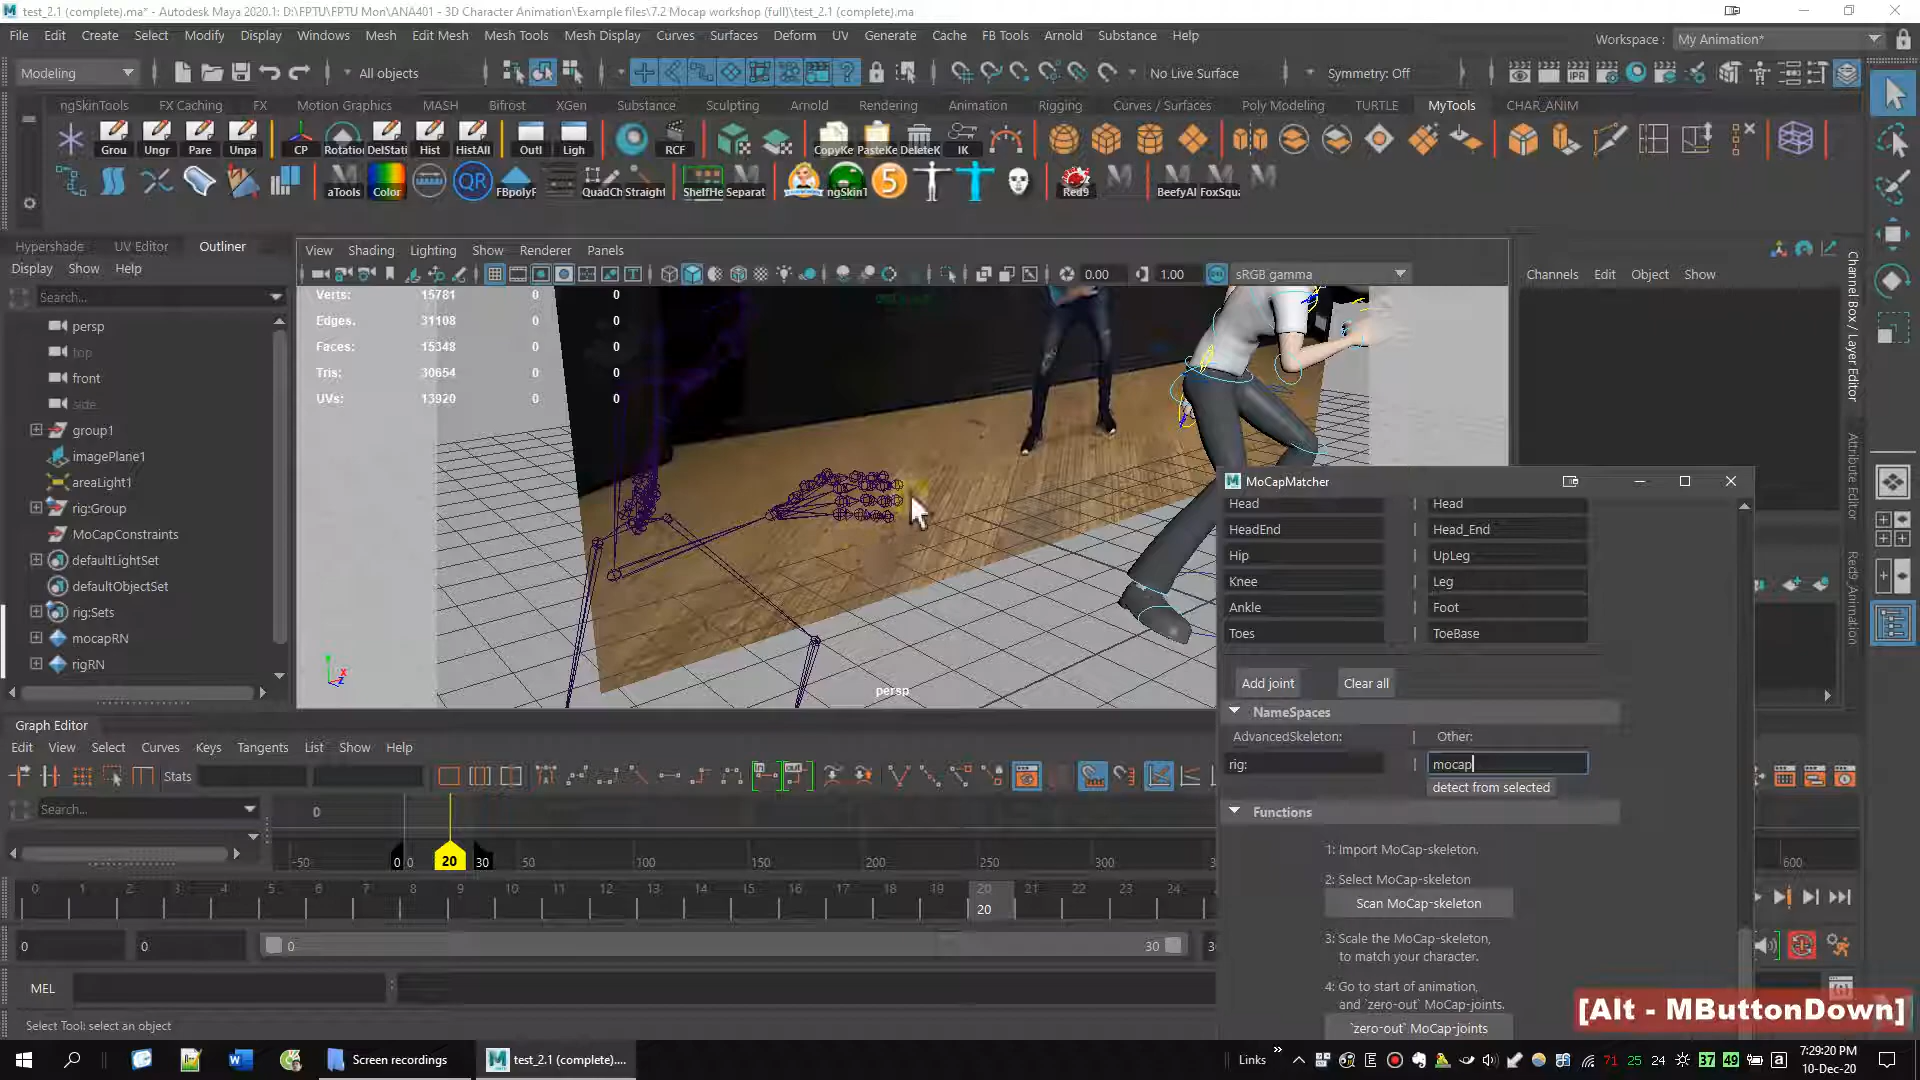 test_2.1 (complete).ma* - Autodesk Maya 2020.1: D:\FPTU\FPTU Mon\ANA401 - 3D Character Animation\Example files\7.2 Mocap workshop (full)\test_2.1 (complete).ma
File Edit Create Select Modify Display Windows Mesh Edit Mesh Mesh Tools Mesh Display Curves Surfaces Deform UV Generate Cache FB Tools Arnold Substance Help
Workspace : My Animation*
Modeling All objects No Live Surface Symmetry: Off
ngSkinTools FX Caching FX Motion Graphics MASH Bifrost XGen Substance Sculpting Arnold Rendering Animation Rigging Curves / Surfaces Poly Modeling TURTLE MyTools CHAR_ANIM
Grou Ungr Pare Unpa CP Rotatio DelStati Hist HistAll Outl Ligh RCF CopyKe PasteKe DeleteK IK
aTools Color QR FBpolyF QuadCh Straight ShelfHe Separat ngSkin1 5 Red9 BeefyAl FoxSqu
Hypershade UV Editor Outliner
Display Show Help
Search...
persp
top
front
side
group1
imagePlane1
areaLight1
rig:Group
MoCapConstraints
defaultLightSet
defaultObjectSet
rig:Sets
mocapRN
rigRN
View Shading Lighting Show Renderer Panels
0.00 1.00 sRGB gamma
Verts: 15781 0 0
Edges: 31108 0 0
Faces: 15348 0 0
Tris: 30654 0 0
UVs: 13920 0 0
persp
Channels Edit Object Show
Channel Box / Layer Editor
Attribute Editor
Red9_Animation
MoCapMatcher
Head | Head
HeadEnd | Head_End
Hip | UpLeg
Knee | Leg
Ankle | Foot
Toes | ToeBase
Add joint Clear all
NameSpaces
AdvancedSkeleton: | Other:
rig: | mocap
detect from selected
Functions
1: Import MoCap-skeleton.
2: Select MoCap-skeleton
Scan MoCap-skeleton
3: Scale the MoCap-skeleton,
to match your character.
4: Go to start of animation,
and `zero-out` MoCap-joints.
`zero-out` MoCap-joints
Graph Editor
Edit View Select Curves Keys Tangents List Show Help
Stats
Search...
0
-50 0 0 20 30 50 100 150 200 250 300 600
0 1 2 3 4 5 6 7 8 9 10 11 12 13 14 15 16 17 18 19 20 21 22 23 24
20
0 0 0 30 3
MEL
Select Tool: select an object
[Alt - MButtonDown]
Screen recordings test_2.1 (complete)....
Links 71 25 24 37 49 7:29:20 PM
10-Dec-20